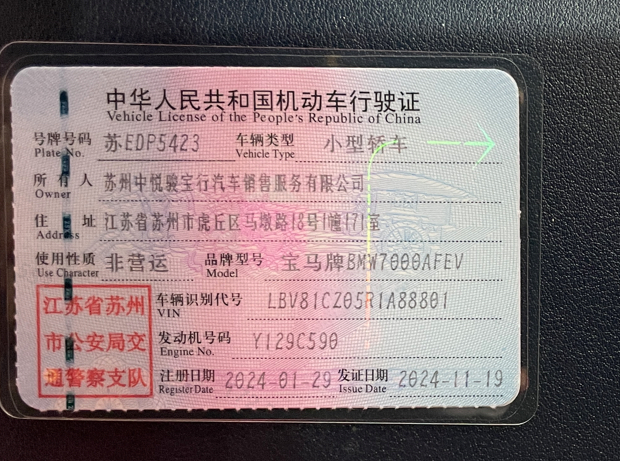 中华人民共和国机动车行驶证
Vehicle License of the People's Republic of China
号牌号码 苏EDP5423 车辆类型 小型轿车
Plate No. Vehicle Type
所有人 苏州中悦骏宝行汽车销售服务有限公司
Owner
住址 江苏省苏州市虎丘区马墩路18号1幢171室
Address
使用性质 非营运 品牌型号 宝马牌BMW7000AFEV
Use Character Model
江苏省苏州 车辆识别代号 LBV81CZ05R1A88801
VIN
市公安局交 发动机号码 Y129C590
Engine No.
通警察支队 注册日期 2024-01-29 发证日期 2024-11-19
Register Date Issue Date